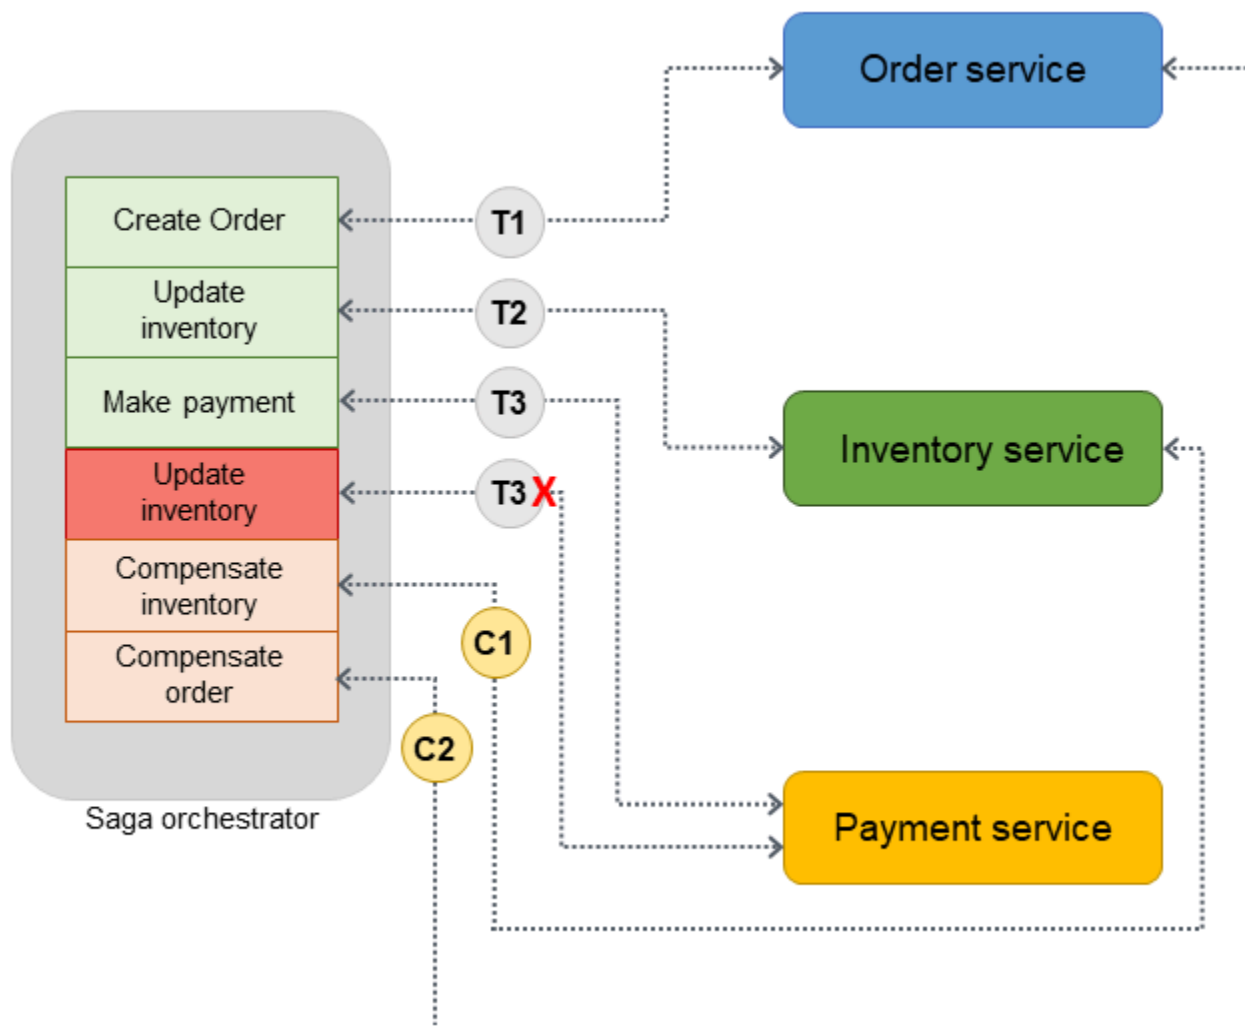 Order service
Create Order
T1
Update
inventory
T2
Make payment
T3
Inventory service
Update
inventory
T3 X
Compensate
inventory
C1
Compensate
order
C2
Saga orchestrator
Payment service